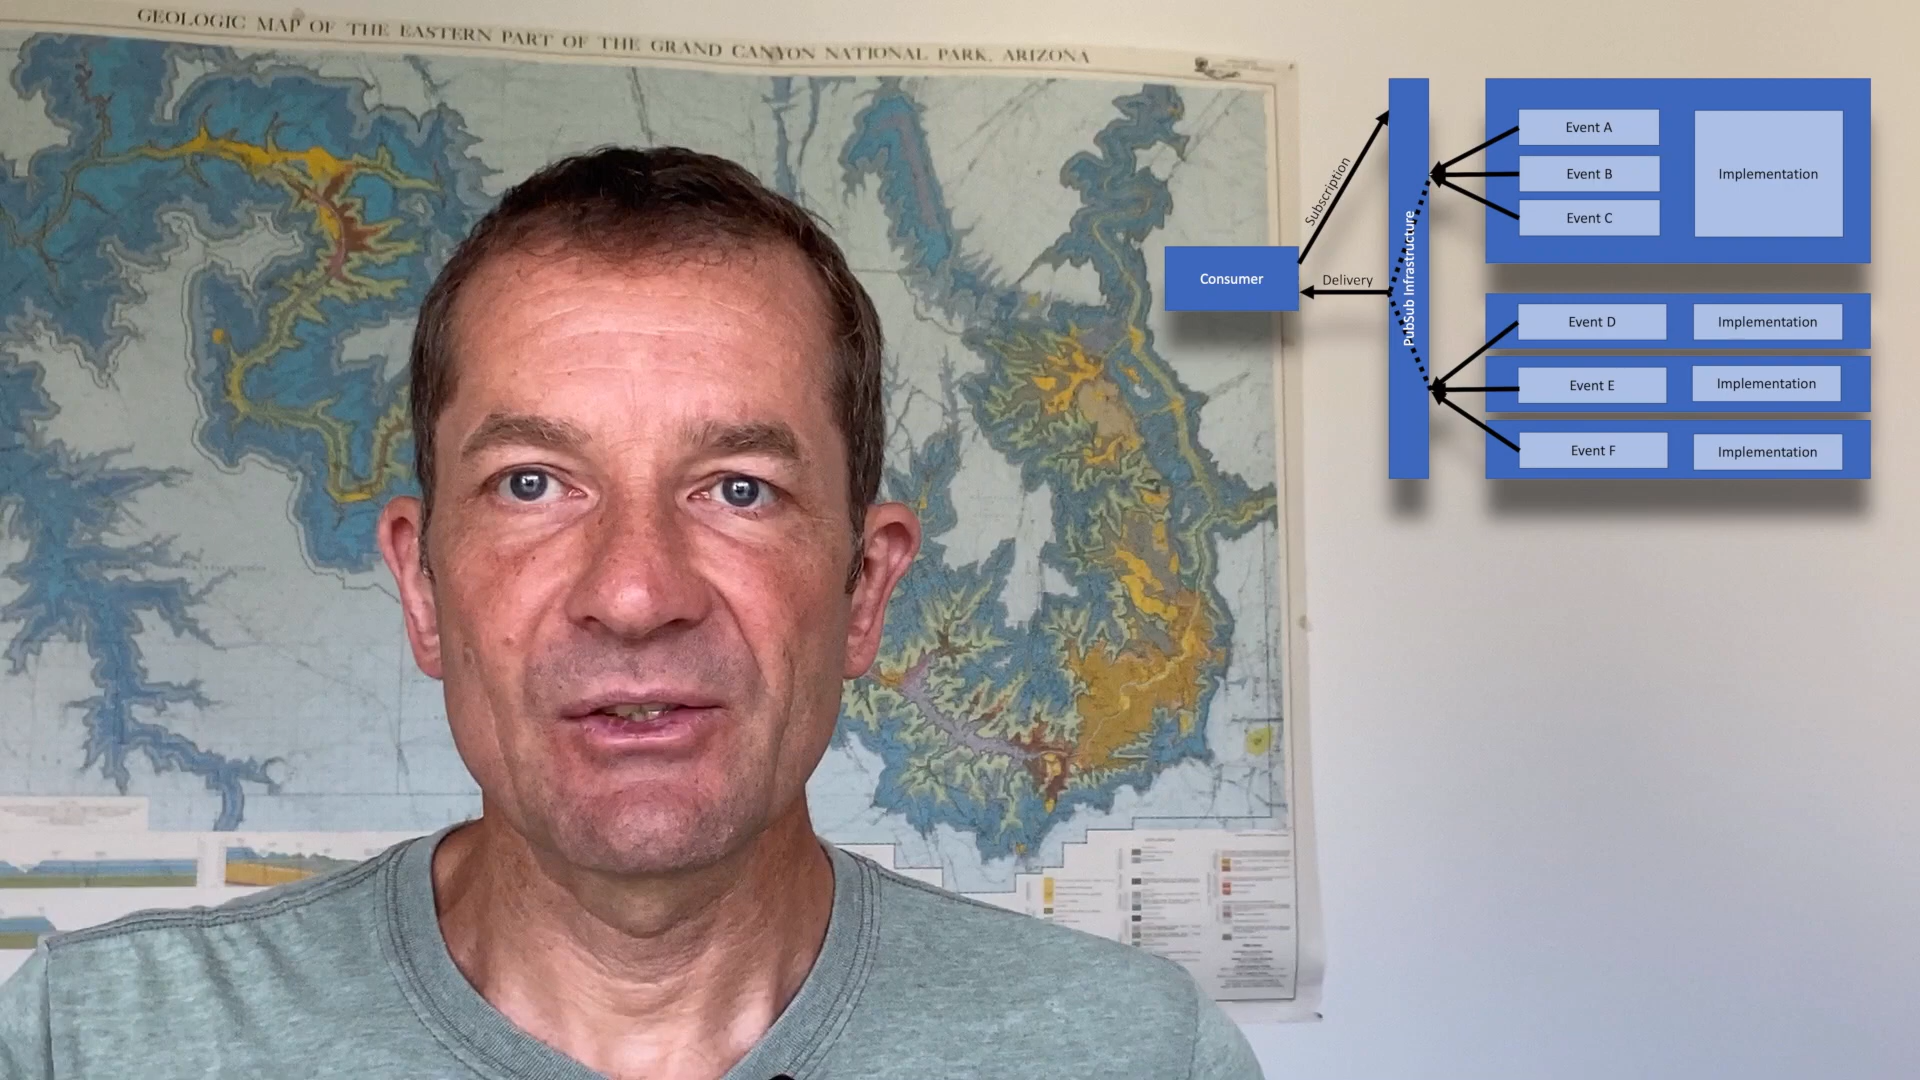 GEOLOGIC MAP OF THE EASTERN PART OF THE GRAND CANYON NATIONAL PARK, ARIZONA
Subscription
Consumer
Delivery
PubSub Infrastructure
Event A
Event B
Event C
Implementation
Event D
Implementation
Event E
Implementation
Event F
Implementation